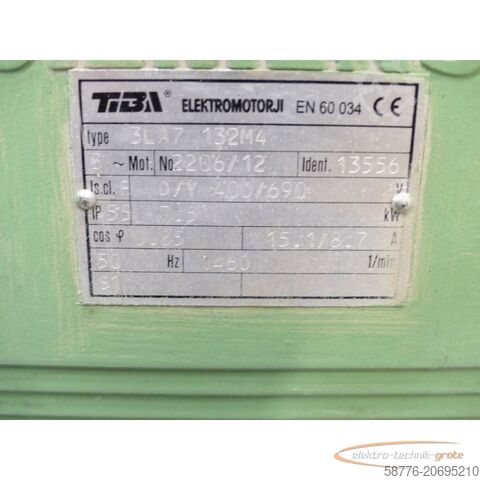 TIBA® ELEKTROMOTORJI EN 60 034 CE
type 3LA7 132M4
3 ~ Mot. No 2206/12 Ident. 13556
Is.cl. F D/Y 400/690 V
IP 55 7.5 kW
cos φ 0.85 15.1/8.7 A
50 Hz 1460 1/min
S1
elektro-technik-grote
58776-20695210